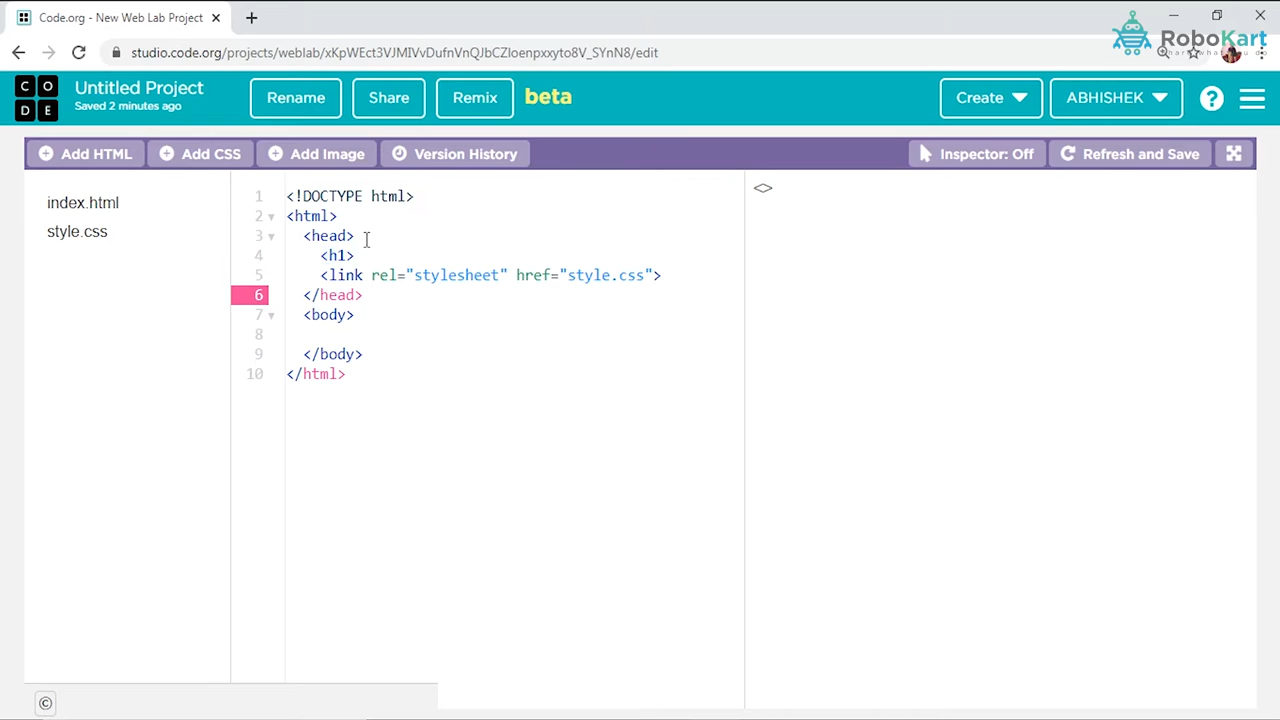 Code.org - New Web Lab Project
RoboKart
studio.code.org/projects/weblab/xKpWEct3VJMIVvDufnVnQJbCZIoenpxxyto8V_SYnN8/edit
CODE
Untitled Project
Saved 2 minutes ago
Rename
Share
Remix
beta
Create
ABHISHEK
?
Add HTML
Add CSS
Add Image
Version History
Inspector: Off
Refresh and Save
index.html
style.css
1 <!DOCTYPE html>
2 <html>
3 <head>
4 <h1>
5 <link rel="stylesheet" href="style.css">
6 </head>
7 <body>
8
9 </body>
10 </html>
<>
©